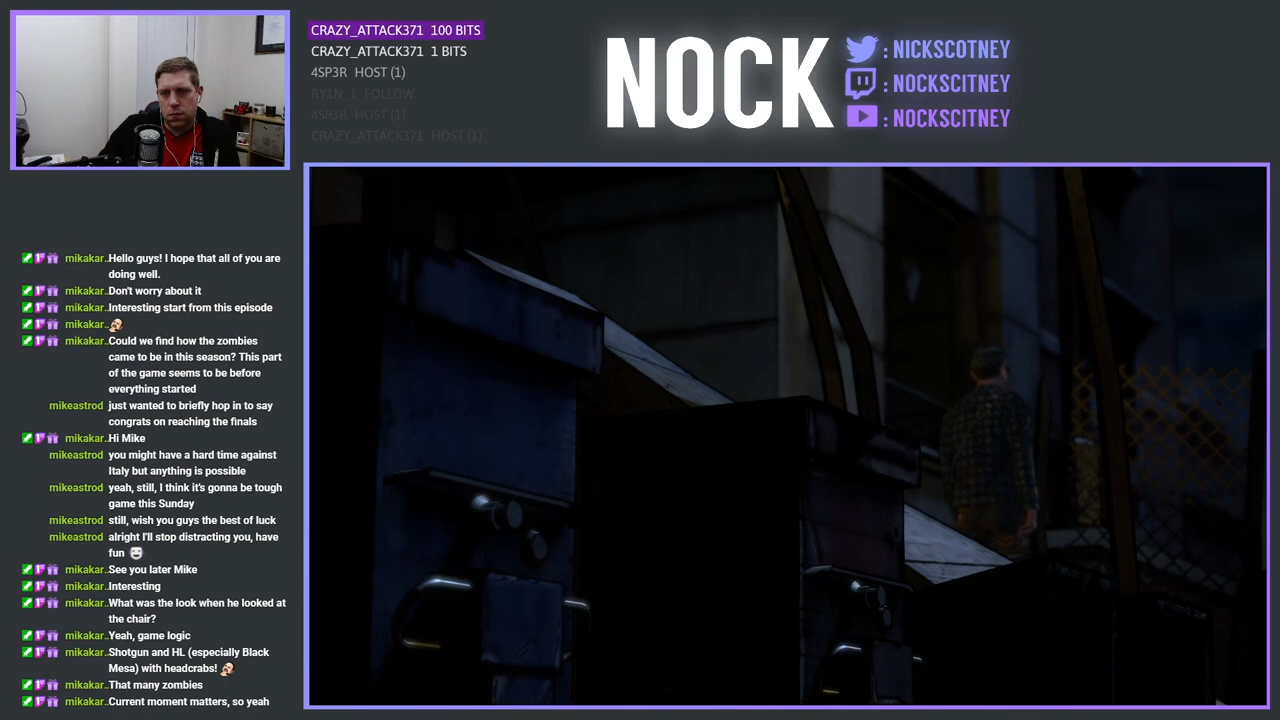 CRAZY_ATTACK371 100 BITS
CRAZY_ATTACK371 1 BITS
4SP3R HOST (1)
RY1N_1 FOLLOW
4SP3R HOST (1)
CRAZY_ATTACK371 HOST (1)
NOCK
: NICKSCOTNEY
: NOCKSCITNEY
: NOCKSCITNEY
mikakar..Hello guys! I hope that all of you are
doing well.
mikakar..Don't worry about it
mikakar..Interesting start from this episode
mikakar..
mikakar..Could we find how the zombies
came to be in this season? This part
of the game seems to be before
everything started
mikeastrod just wanted to briefly hop in to say
congrats on reaching the finals
mikakar..Hi Mike
mikeastrod you might have a hard time against
Italy but anything is possible
mikeastrod yeah, still, I think it's gonna be tough
game this Sunday
mikeastrod still, wish you guys the best of luck
mikeastrod alright I'll stop distracting you, have
fun
mikakar..See you later Mike
mikakar..Interesting
mikakar..What was the look when he looked at
the chair?
mikakar..Yeah, game logic
mikakar..Shotgun and HL (especially Black
Mesa) with headcrabs!
mikakar..That many zombies
mikakar..Current moment matters, so yeah